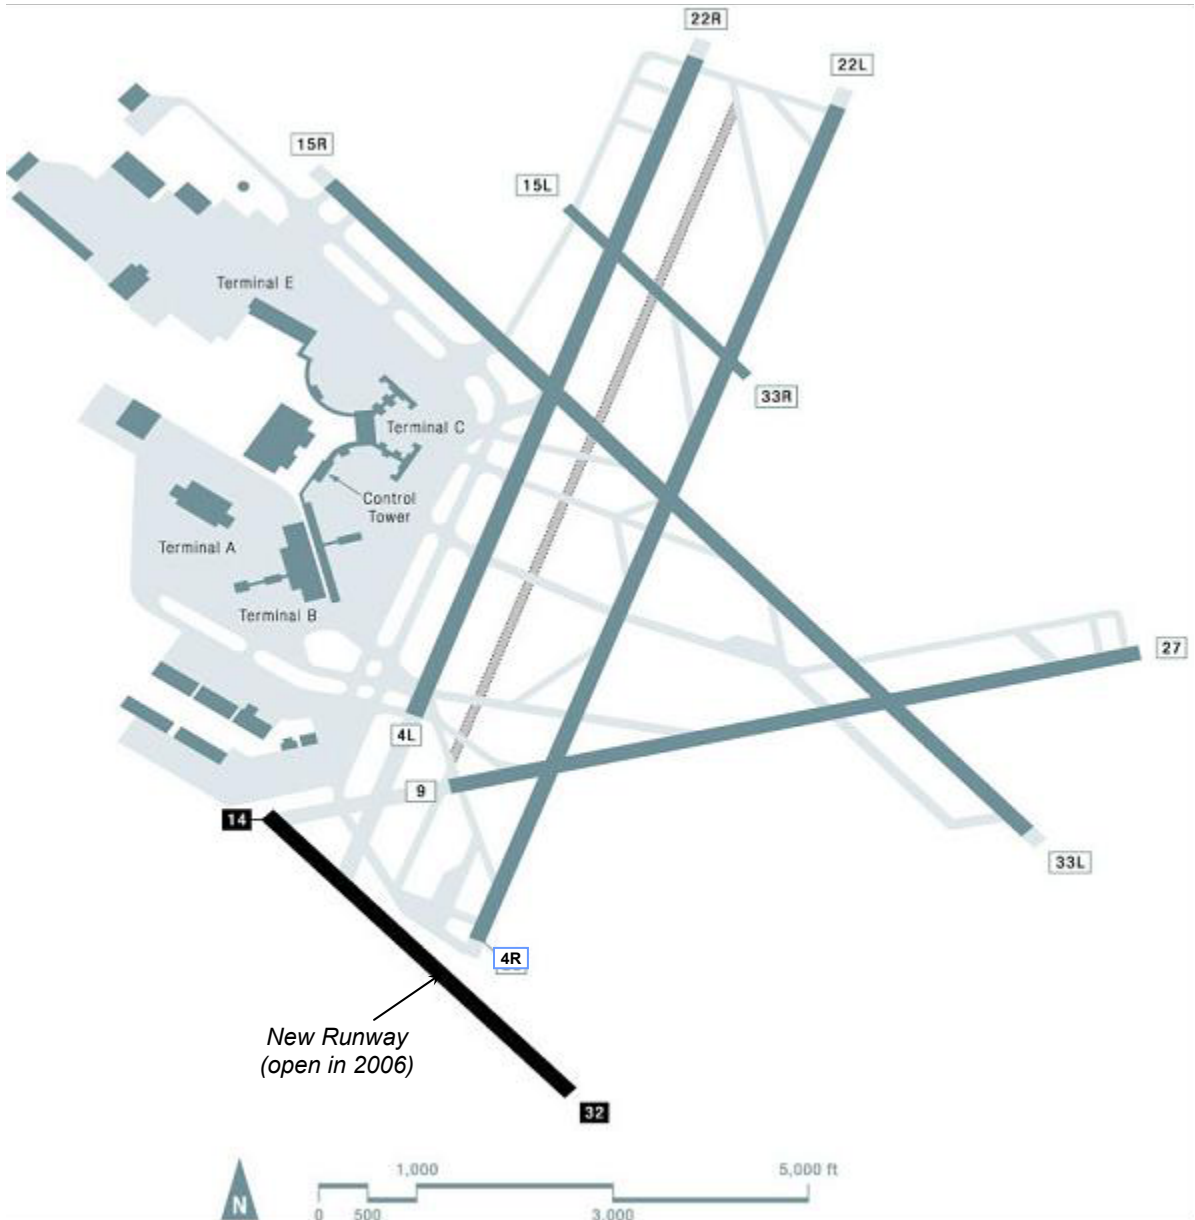 22R
22L
15R
15L
Terminal E
33R
Terminal C
Control
Tower
Terminal A
Terminal B
27
4L
9
14
33L
4R
New Runway
(open in 2006)
32
1,000
5,000 ft
N
0
500
3,000